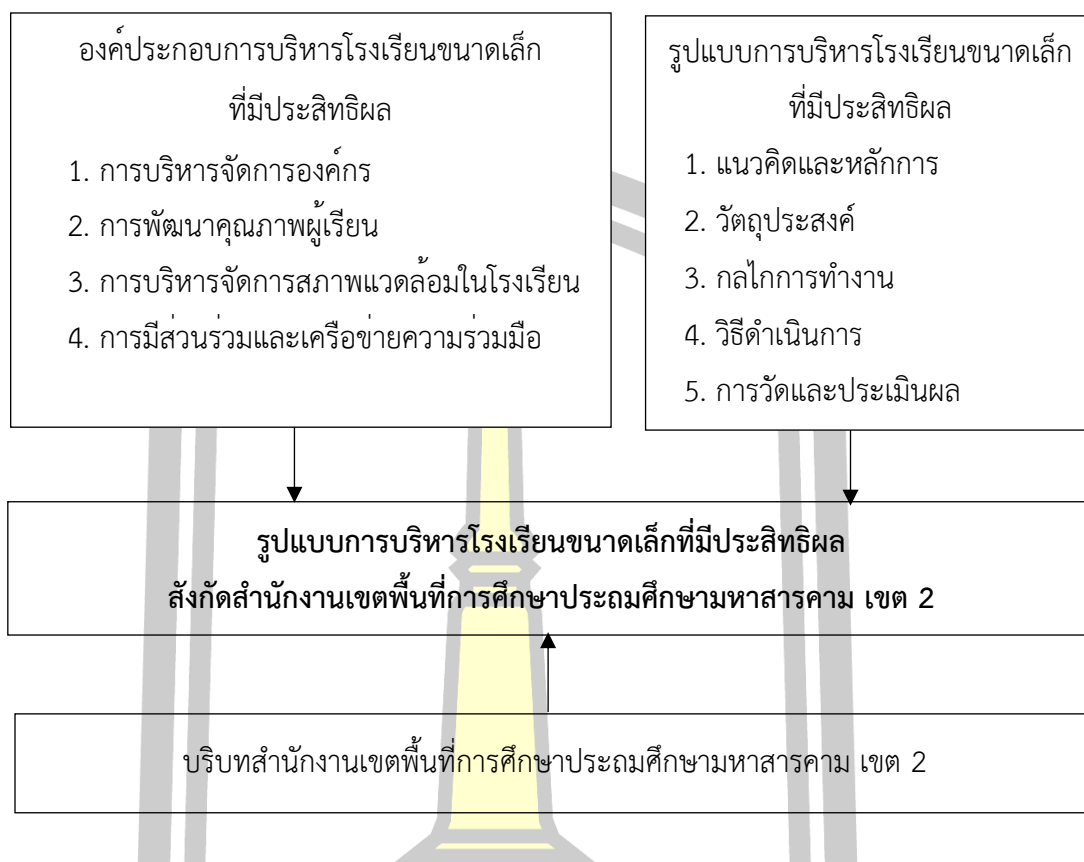 องค์ประกอบการบริหารโรงเรียนขนาดเล็ก
ที่มีประสิทธิผล
1. การบริหารจัดการองค์กร
2. การพัฒนาคุณภาพผู้เรียน
3. การบริหารจัดการสภาพแวดล้อมในโรงเรียน
4. การมีส่วนร่วมและเครือข่ายความร่วมมือ
รูปแบบการบริหารโรงเรียนขนาดเล็ก
ที่มีประสิทธิผล
1. แนวคิดและหลักการ
2. วัตถุประสงค์
3. กลไกการทำงาน
4. วิธีดำเนินการ
5. การวัดและประเมินผล
รูปแบบการบริหารโรงเรียนขนาดเล็กที่มีประสิทธิผล
สังกัดสำนักงานเขตพื้นที่การศึกษาประถมศึกษามหาสารคาม เขต 2
บริบทสำนักงานเขตพื้นที่การศึกษาประถมศึกษามหาสารคาม เขต 2